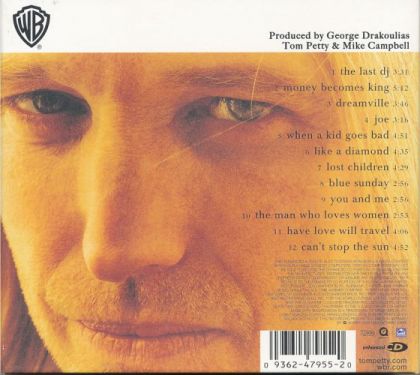 WB
Produced by George Drakoulias
Tom Petty & Mike Campbell
1 the last dj 3:31
2 money becomes king 5:12
3 dreamville 3:46
4 joe 3:16
5 when a kid goes bad 4:51
6 like a diamond 4:35
7 lost children 4:29
8 blue sunday 2:56
9 you and me 2:56
10 the man who loves women 2:53
11 have love will travel 4:06
12 can't stop the sun 4:52
0 9362-47955-2 0
enhanced CD
tompetty.com
wbr.com